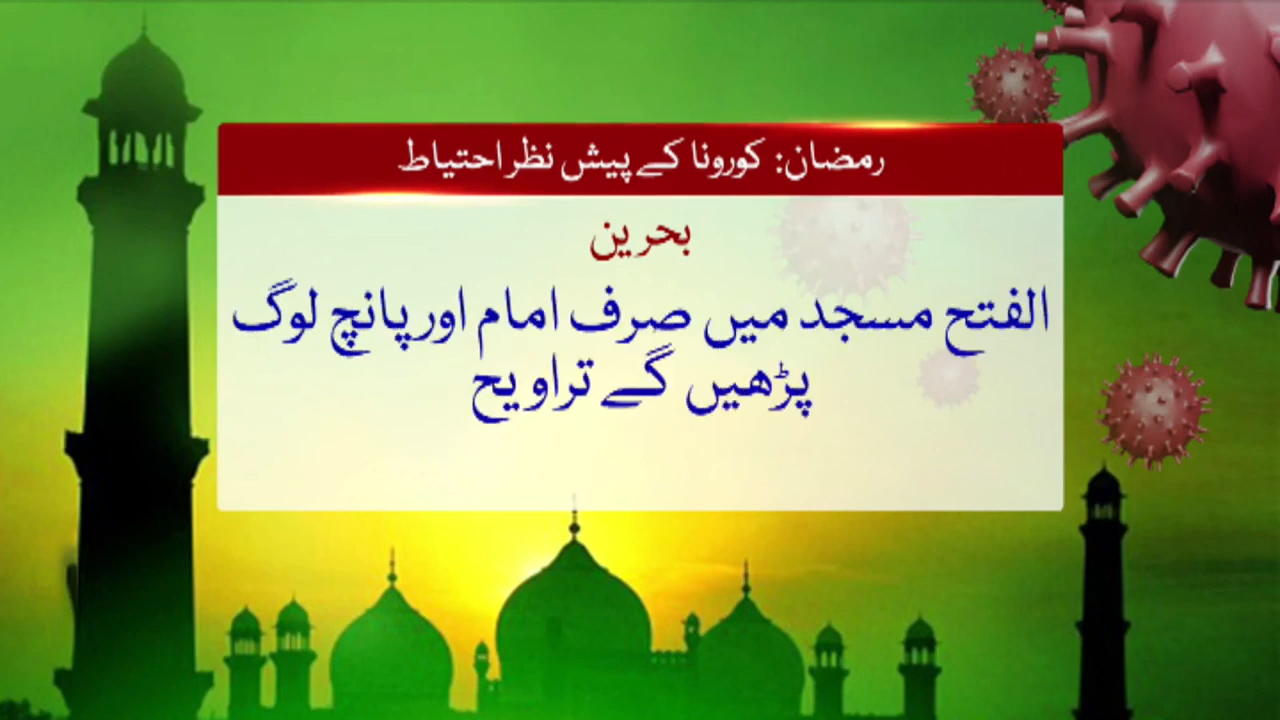 رمضان: کورونا کے پیش نظر احتیاط
بحرین
الفتح مسجد میں صرف امام اور پانچ لوگ
پڑھیں گے تراویح